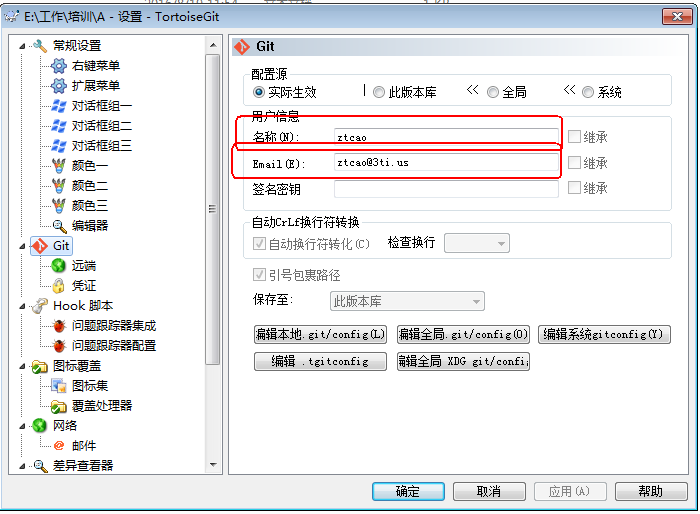 E:\工作\培训\A - 设置 - TortoiseGit
常规设置
右键菜单
扩展菜单
对话框组一
对话框组二
对话框组三
颜色一
颜色二
颜色三
编辑器
Git
远端
凭证
Hook 脚本
问题跟踪器集成
问题跟踪器配置
图标覆盖
图标集
覆盖处理器
网络
邮件
差异查看器
Git
配置源
实际生效 | 此版本库 << 全局 << 系统
用户信息
名称(N): ztcao 继承
Email(E): ztcao@3ti.us 继承
签名密钥 继承
自动CrLf换行符转换
自动换行符转化(C) 检查换行
引号包裹路径
保存至: 此版本库
编辑本地.git/config(L) 编辑全局.git/config(O) 编辑系统gitconfig(Y)
编辑 .tgitconfig 编辑全局 XDG git/confi
确定 取消 应用(A) 帮助